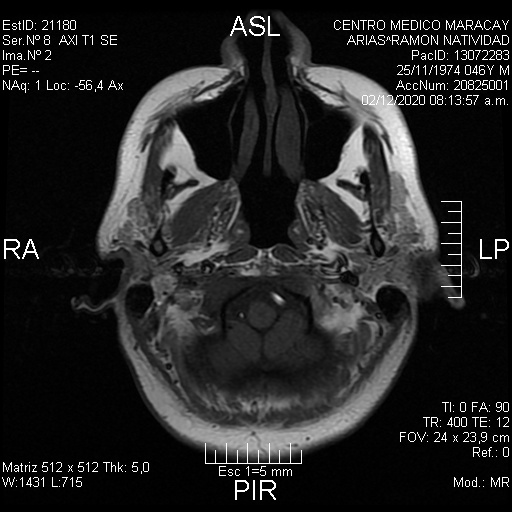 EstID: 21180
Ser.Nº 8 AXI T1 SE
Ima.Nº 2
PE= --
NAq: 1 Loc: -56,4 Ax
ASL
CENTRO MEDICO MARACAY
ARIAS^RAMON NATIVIDAD
PacID: 13072283
25/11/1974 046Y M
AccNum: 20825001
02/12/2020 08:13:57 a.m.
RA
LP
TI: 0 FA: 90
TR: 400 TE: 12
FOV: 24 x 23,9 cm
Ref.: 0
Mod.: MR
Matriz 512 x 512 Thk: 5,0
W:1431 L:715
Esc 1=5 mm
PIR